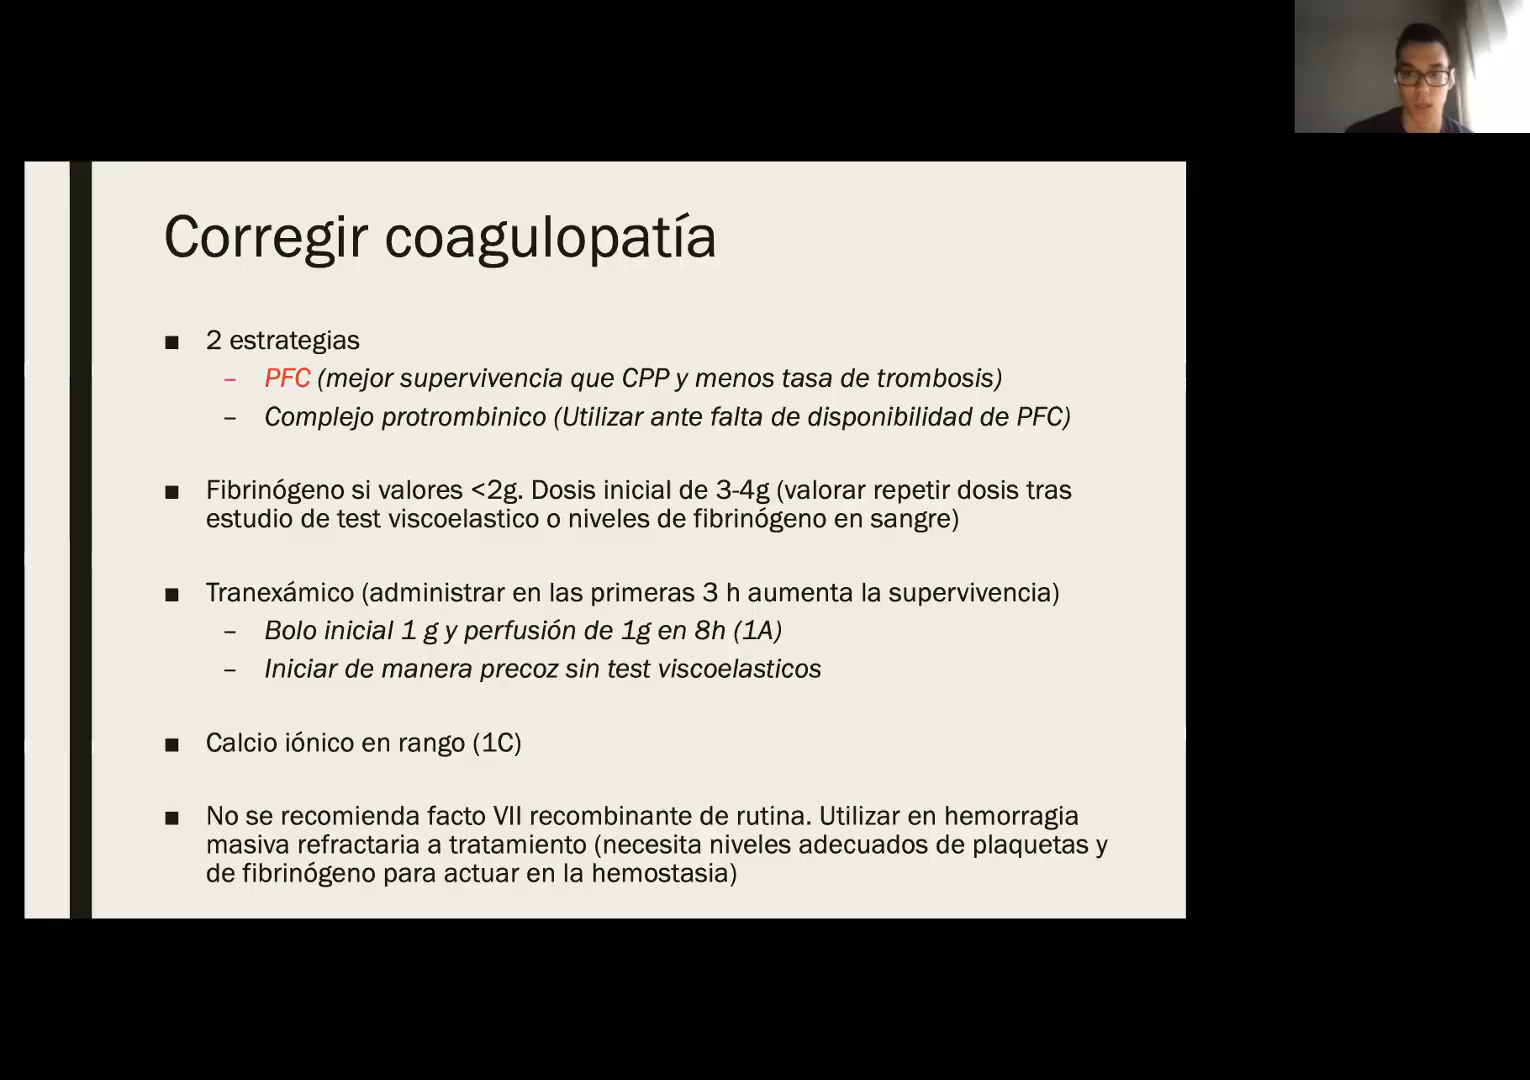 Corregir coagulopatía
■ 2 estrategias
– PFC (mejor supervivencia que CPP y menos tasa de trombosis)
– Complejo protrombinico (Utilizar ante falta de disponibilidad de PFC)
■ Fibrinógeno si valores <2g. Dosis inicial de 3-4g (valorar repetir dosis tras
estudio de test viscoelastico o niveles de fibrinógeno en sangre)
■ Tranexámico (administrar en las primeras 3 h aumenta la supervivencia)
– Bolo inicial 1 g y perfusión de 1g en 8h (1A)
– Iniciar de manera precoz sin test viscoelasticos
■ Calcio iónico en rango (1C)
■ No se recomienda facto VII recombinante de rutina. Utilizar en hemorragia
masiva refractaria a tratamiento (necesita niveles adecuados de plaquetas y
de fibrinógeno para actuar en la hemostasia)